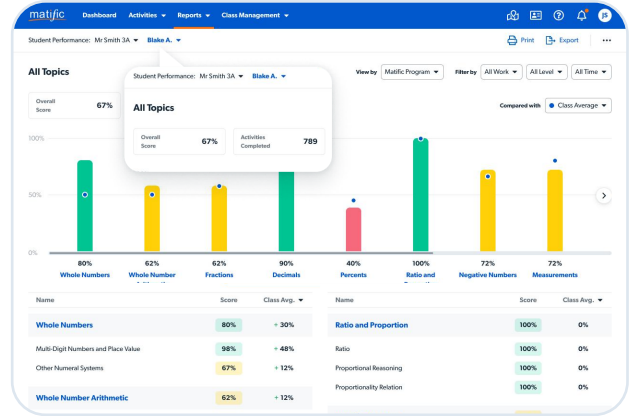 matific Dashboard Activities Reports Class Management JS
Student Performance: Mr Smith 3A Blake A. Print Export
All Topics View by Matific Program Filter by All Work All Level All Time
Student Performance: Mr Smith 3A Blake A.
All Topics
Overall Score 67%
Activities Completed 789
Overall Score 67%
Compared with Class Average
100%
50%
0%
80% 62% 62% 90% 40% 100% 72% 72%
Whole Numbers Whole Number Fractions Decimals Percents Ratio and Negative Numbers Measurements
Name Score Class Avg.
Whole Numbers 80% + 30%
Multi-Digit Numbers and Place Value 98% + 48%
Other Numeral Systems 67% + 12%
Whole Number Arithmetic 62% + 12%
Name Score Class Avg.
Ratio and Proportion 100% 0%
Ratio 100% 0%
Proportional Reasoning 100% 0%
Proportionality Relation 100% 0%